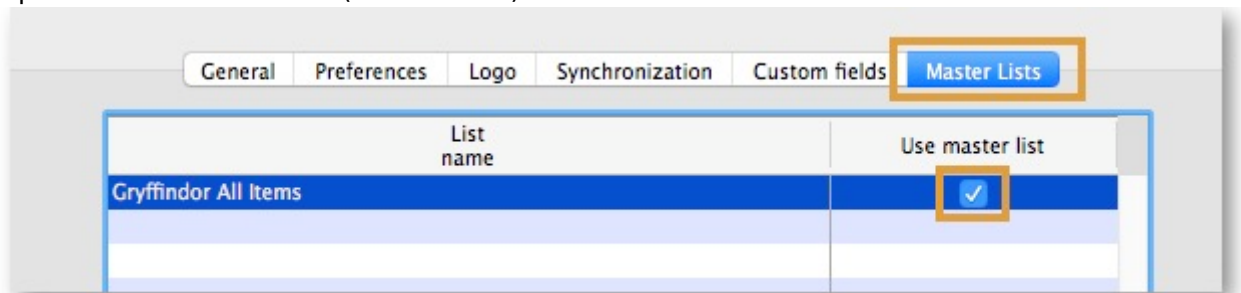 General Preferences Logo Synchronization Custom fields Master Lists
List
name
Use master list
Gryffindor All Items